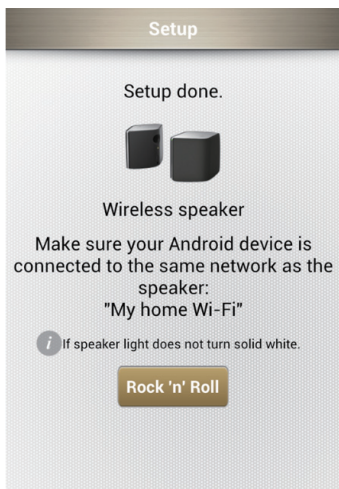 Setup
Setup done.
Wireless speaker
Make sure your Android device is
connected to the same network as the
speaker:
"My home Wi-Fi"
i If speaker light does not turn solid white.
Rock 'n' Roll